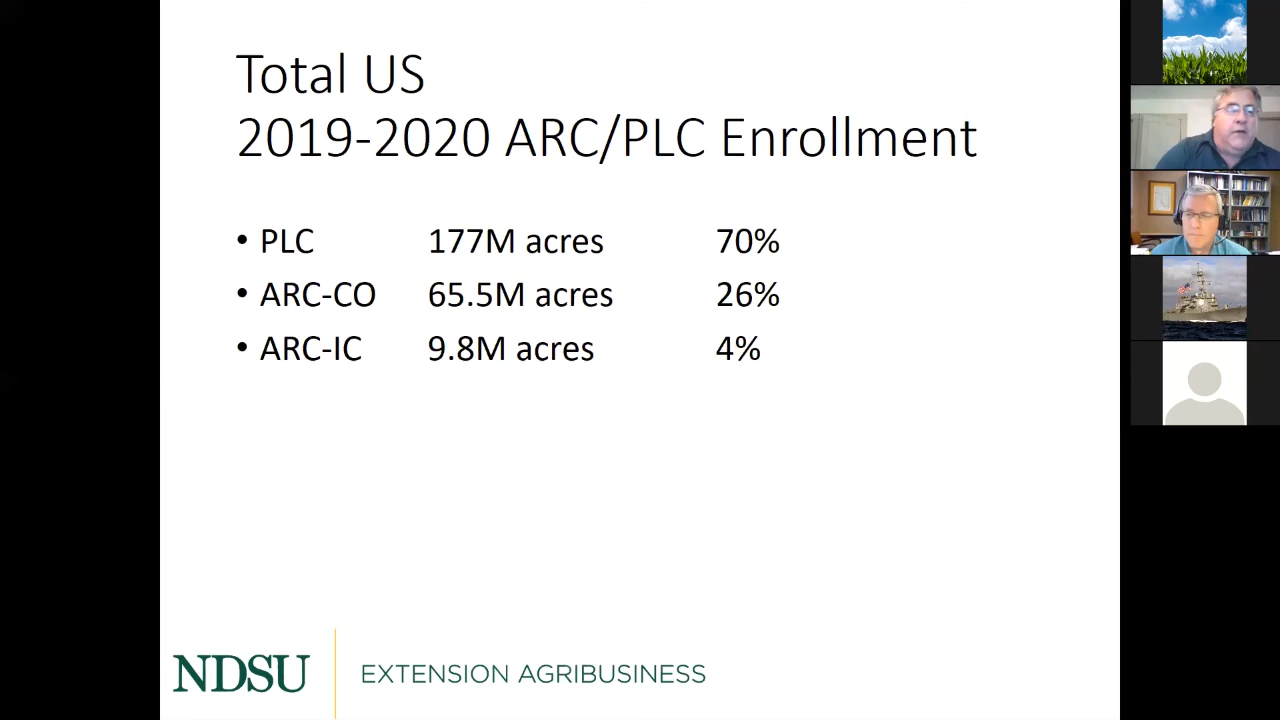 Total US
2019-2020 ARC/PLC Enrollment
• PLC 177M acres 70%
• ARC-CO 65.5M acres 26%
• ARC-IC 9.8M acres 4%
NDSU EXTENSION AGRIBUSINESS